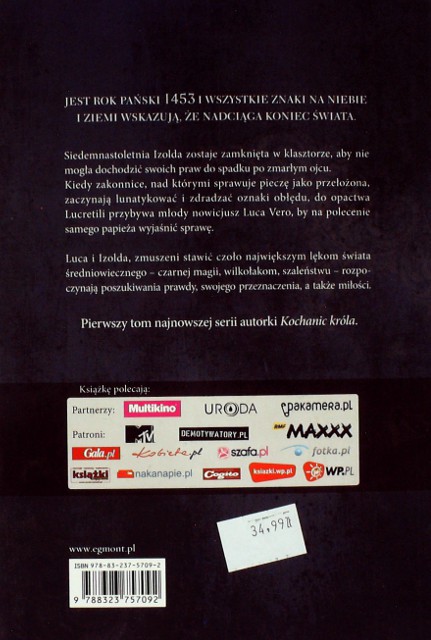 JEST ROK PAŃSKI 1453 I WSZYSTKIE ZNAKI NA NIEBIE
I ZIEMI WSKAZUJĄ, ŻE NADCIĄGA KONIEC ŚWIATA.
Siedemnastoletnia Izolda zostaje zamknięta w klasztorze, aby nie
mogła dochodzić swoich praw do spadku po zmarłym ojcu.
Kiedy zakonnice, nad którymi sprawuje pieczę jako przełożona,
zaczynają lunatykować i zdradzać oznaki obłędu, do opactwa
Lucretili przybywa młody nowicjusz Luca Vero, by na polecenie
samego papieża wyjaśnić sprawę.
Luca i Izolda, zmuszeni stawić czoło największym lękom świata
średniowiecznego – czarnej magii, wilkołakom, szaleństwu – rozpo-
czynają poszukiwania prawdy, swojego przeznaczenia, a także miłości.
Pierwszy tom najnowszej serii autorki Kochanic króla.
Książkę polecają:
Partnerzy: Multikino URODA pakamera.pl
Patroni: MTV DEMOTYWATORY.PL RMF MAXXX
Gala.pl Kobieta.pl szafa.pl fotka.pl
książki nakanapie.pl Cogito ksiazki.wp.pl WP.PL
34,99zł
www.egmont.pl
ISBN 978-83-237-5709-2
9 788323 757092